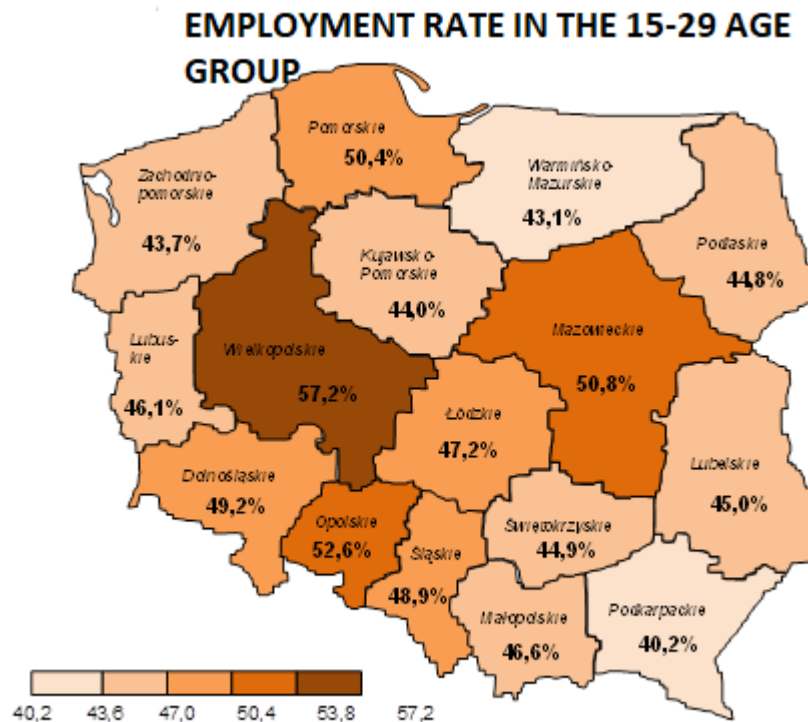 EMPLOYMENT RATE IN THE 15-29 AGE
GROUP
Pomorskie
50,4%
Zachodnio-
pomorskie
43,7%
Warmińsko-
Mazurskie
43,1%
Podlaskie
44,8%
Kujawsko-
Pomorskie
44,0%
Mazowieckie
50,8%
Lubus-
kie
46,1%
Wielkopolskie
57,2%
Łódzkie
47,2%
Lubelskie
45,0%
Dolnośląskie
49,2%
Opolskie
52,6%
Śląskie
48,9%
Świętokrzyskie
44,9%
Małopolskie
46,6%
Podkarpackie
40,2%
40,2 43,6 47,0 50,4 53,8 57,2